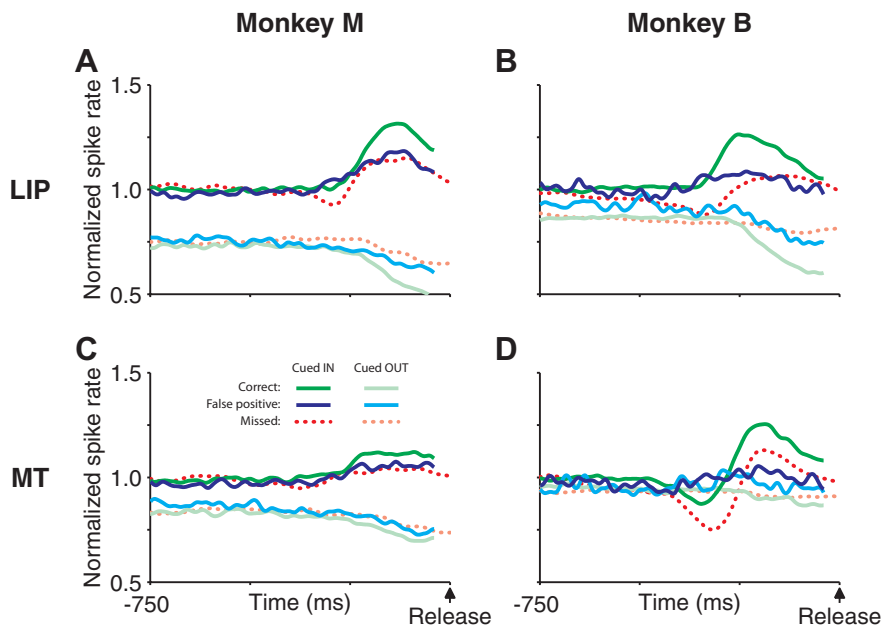 Monkey M Monkey B
A B
LIP
Normalized spike rate
1.5
1.0
0.5
C D
MT
Normalized spike rate
1.5
1.0
0.5
Cued IN Cued OUT
Correct:
False positive:
Missed:
-750 Time (ms) Release
-750 Time (ms) Release